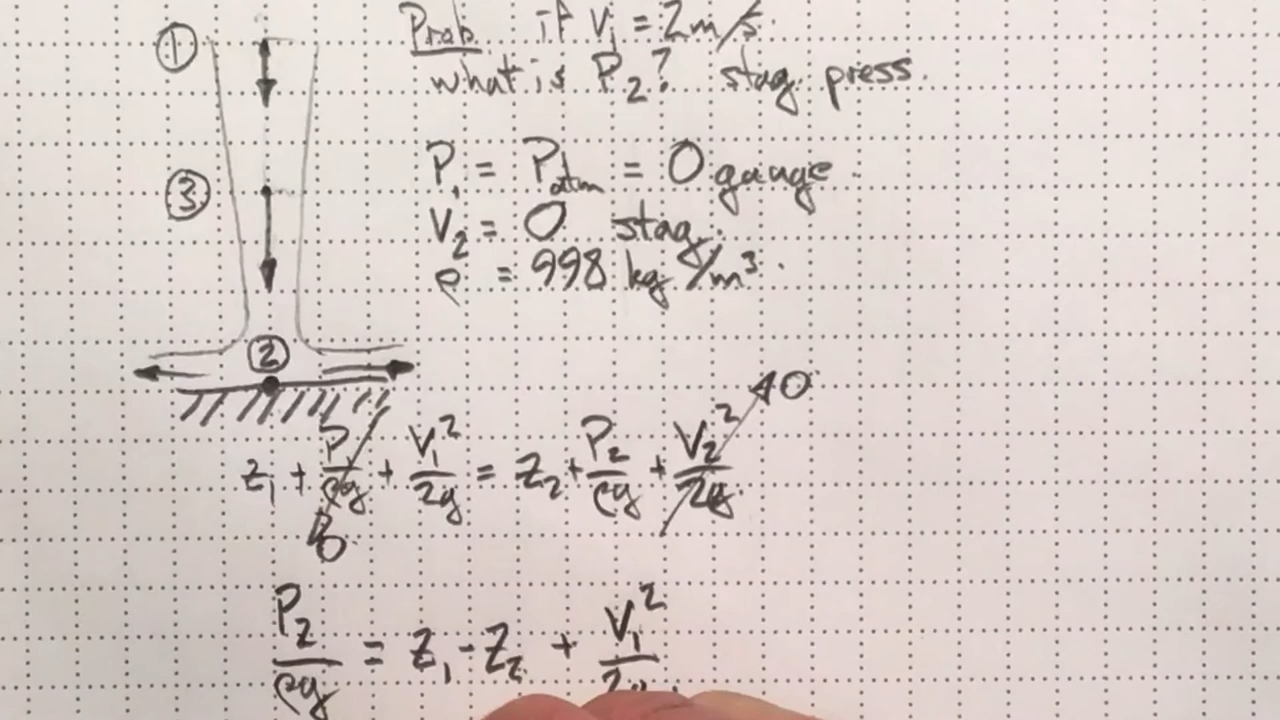 ① Prob if V₁ = 2m/s.
what is P₂? stag. press.
P₁ = Patm = 0 gauge.
③ V₂ = 0 stag.
ρ = 998 kg/m³.
②
z₁ + P₁/ρg + V₁²/2g = z₂ + P₂/ρg + V₂²/2g. 0
0
P₂/ρg = z₁ - z₂ + V₁²/2g.